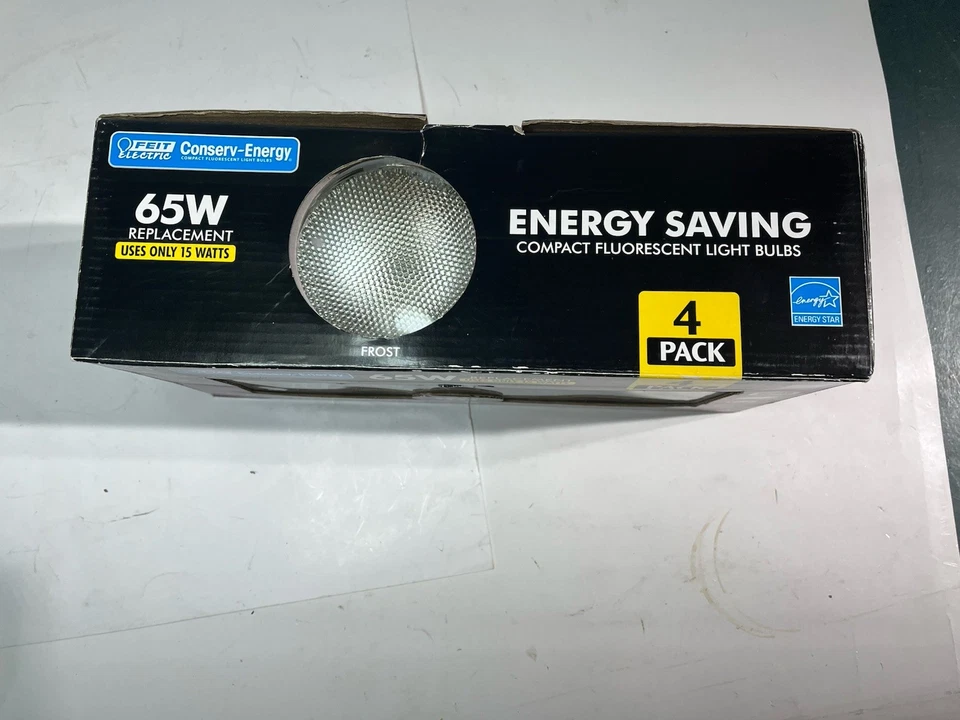 FEIT
electric
Conserv-Energy®
COMPACT FLUORESCENT LIGHT BULBS
65W
REPLACEMENT
USES ONLY 15 WATTS
FROST
ENERGY SAVING
COMPACT FLUORESCENT LIGHT BULBS
4
PACK
energy
ENERGY STAR
65W